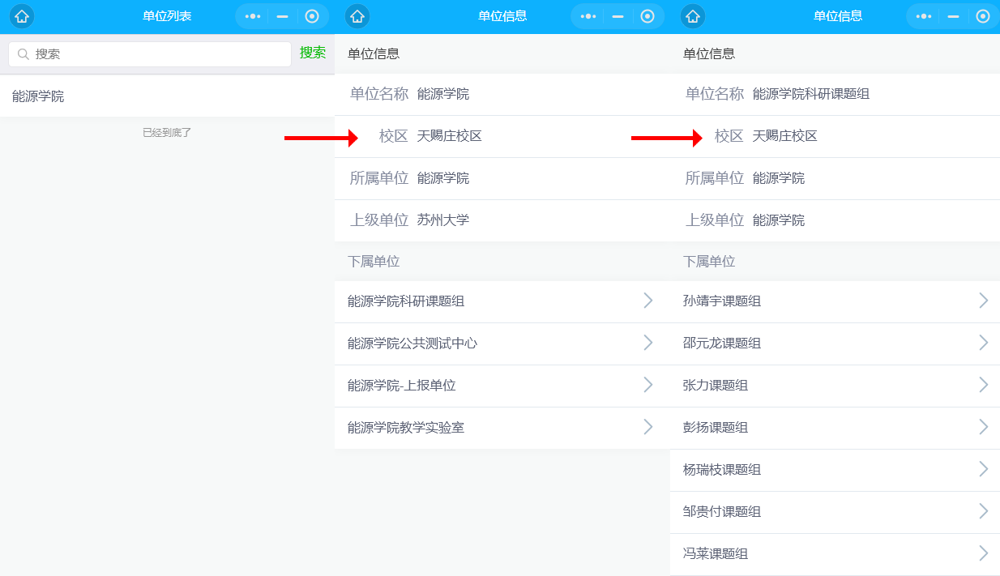 单位列表
搜索
搜索
能源学院
已经到底了
单位信息
单位信息
单位名称 能源学院
校区 天赐庄校区
所属单位 能源学院
上级单位 苏州大学
下属单位
能源学院科研课题组
能源学院公共测试中心
能源学院-上报单位
能源学院教学实验室
单位信息
单位信息
单位名称 能源学院科研课题组
校区 天赐庄校区
所属单位 能源学院
上级单位 能源学院
下属单位
孙靖宇课题组
邵元龙课题组
张力课题组
彭扬课题组
杨瑞枝课题组
邹贵付课题组
冯莱课题组